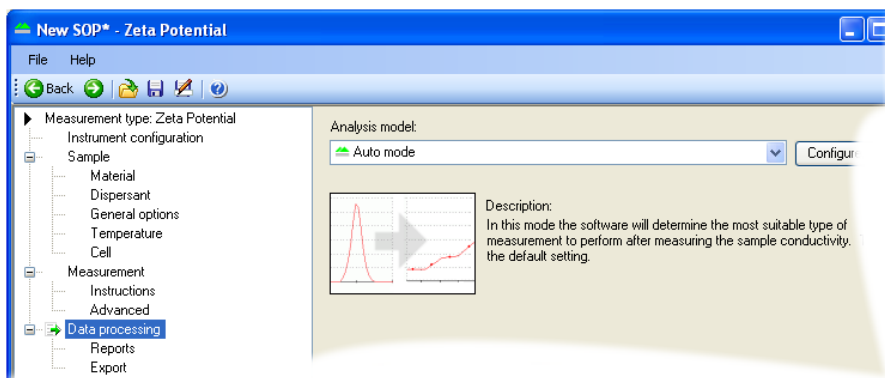 New SOP* - Zeta Potential
File Help
Back
Measurement type: Zeta Potential
Instrument configuration
Sample
Material
Dispersant
General options
Temperature
Cell
Measurement
Instructions
Advanced
Data processing
Reports
Export
Analysis model:
Auto mode
Configure
Description:
In this mode the software will determine the most suitable type of
measurement to perform after measuring the sample conductivity.
the default setting.